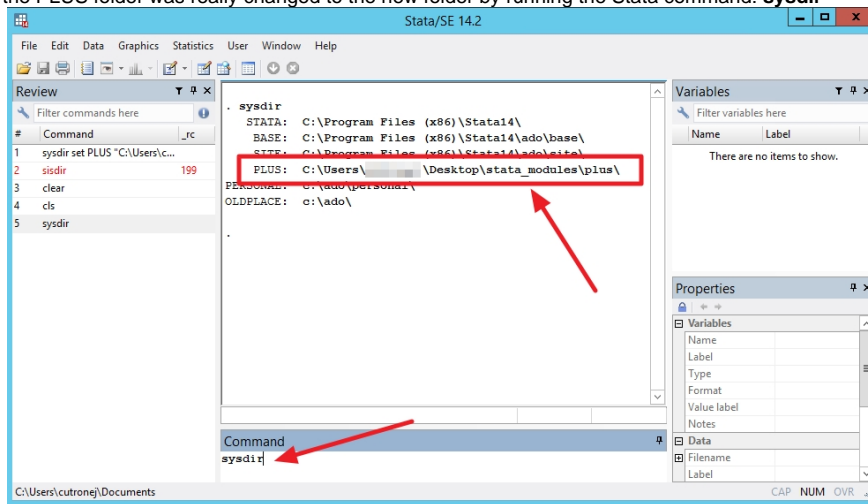 the PLUS folder was really changed to the new folder by running the Stata command: sysdir
Stata/SE 14.2
File Edit Data Graphics Statistics User Window Help
Review
Filter commands here
# Command _rc
1 sysdir set PLUS "C:\Users\c...
2 sisdir 199
3 clear
4 cls
5 sysdir
. sysdir
STATA: C:\Program Files (x86)\Stata14\
BASE: C:\Program Files (x86)\Stata14\ado\base\
SITE: C:\Program Files (x86)\Stata14\ado\site\
PLUS: C:\Users\ \Desktop\stata_modules\plus\
PERSONAL: c:\ado\personal\
OLDPLACE: c:\ado\
.
Command
sysdir
Variables
Filter variables here
Name Label
There are no items to show.
Properties
Variables
Name
Label
Type
Format
Value label
Notes
Data
Filename
Label
C:\Users\cutronej\Documents
CAP NUM OVR